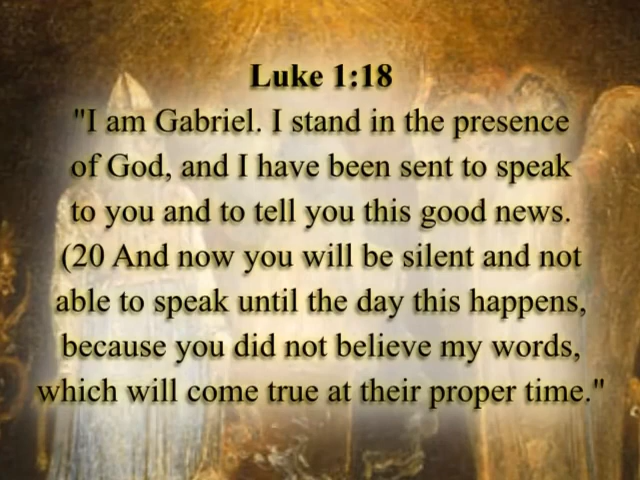 Luke 1:18
"I am Gabriel. I stand in the presence
of God, and I have been sent to speak
to you and to tell you this good news.
(20 And now you will be silent and not
able to speak until the day this happens,
because you did not believe my words,
which will come true at their proper time."